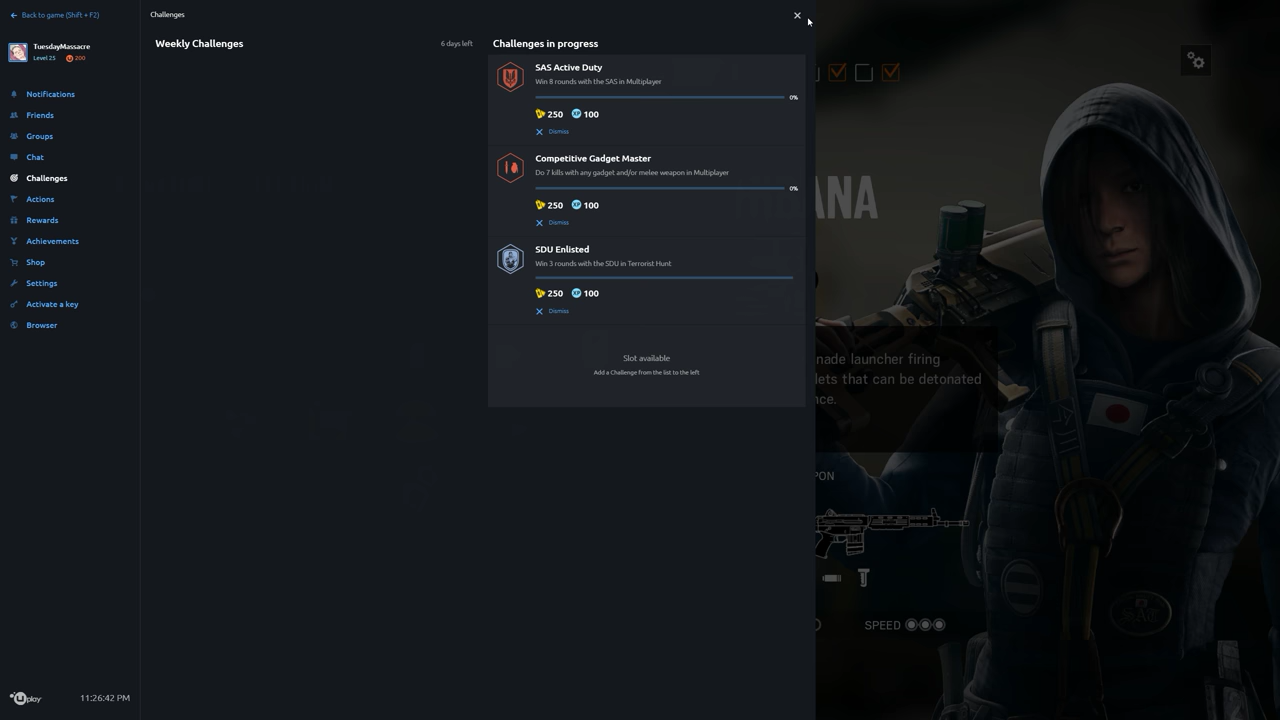 Back to game (Shift + F2)
TuesdayMassacre
Level 25 200
Notifications
Friends
Groups
Chat
Challenges
Actions
Rewards
Achievements
Shop
Settings
Activate a key
Browser
uplay
11:26:42 PM
Challenges
Weekly Challenges
6 days left
Challenges in progress
SAS Active Duty
Win 8 rounds with the SAS in Multiplayer
0%
250 XP 100
Dismiss
Competitive Gadget Master
Do 7 kills with any gadget and/or melee weapon in Multiplayer
0%
250 XP 100
Dismiss
SDU Enlisted
Win 3 rounds with the SDU in Terrorist Hunt
250 XP 100
Dismiss
Slot available
Add a Challenge from the list to the left
ANA
nade launcher firing
lets that can be detonated
nce.
PON
SPEED